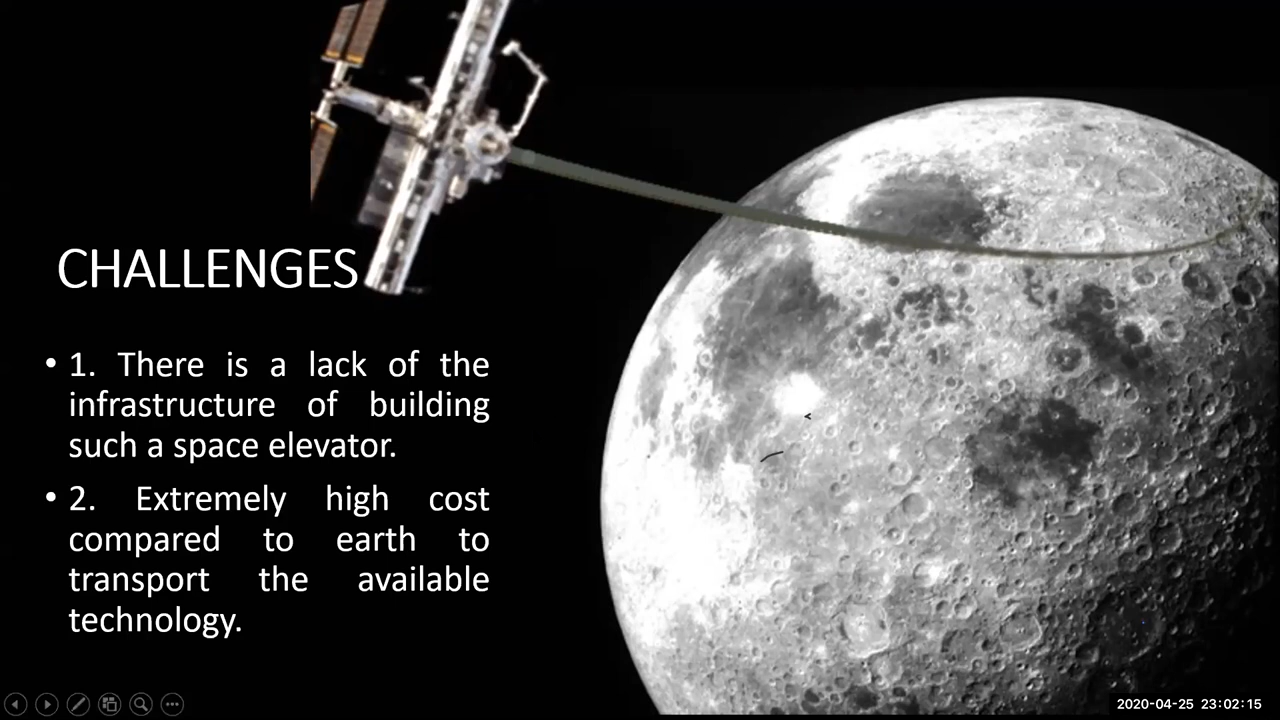 CHALLENGES
• 1. There is a lack of the
infrastructure of building
such a space elevator.
• 2. Extremely high cost
compared to earth to
transport the available
technology.
2020-04-25 23:02:15